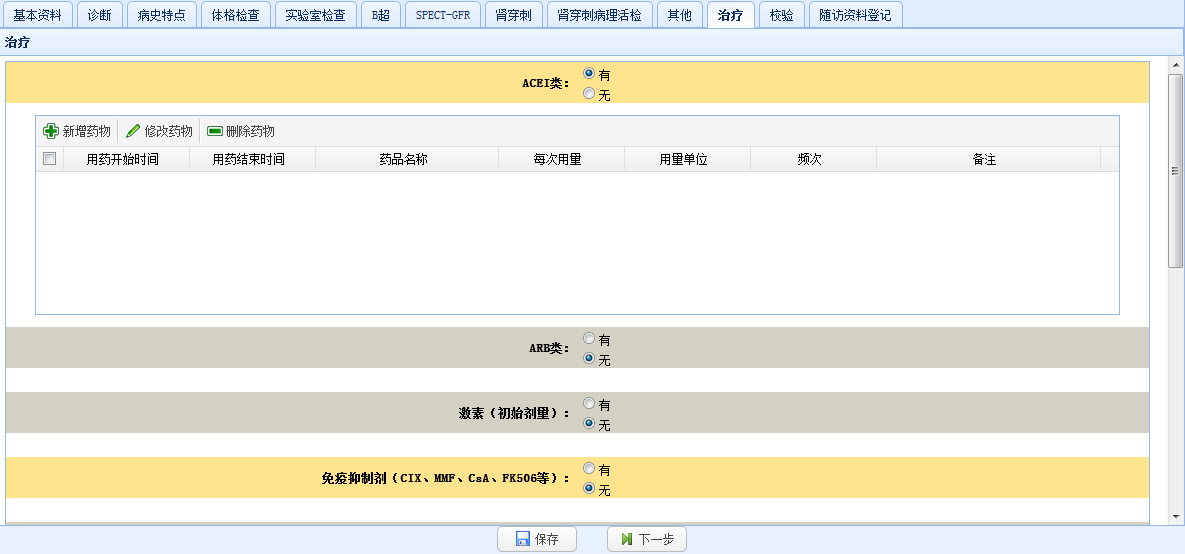 基本资料 诊断 病史特点 体格检查 实验室检查 B超 SPECT-GFR 肾穿刺 肾穿刺病理活检 其他 治疗 校验 随访资料登记
治疗
ACEI类： 有
无
新增药物 修改药物 删除药物
用药开始时间 用药结束时间 药品名称 每次用量 用量单位 频次 备注
ARB类： 有
无
激素（初始剂量）： 有
无
免疫抑制剂（CIX、MMF、CsA、FK506等）： 有
无
保存 下一步